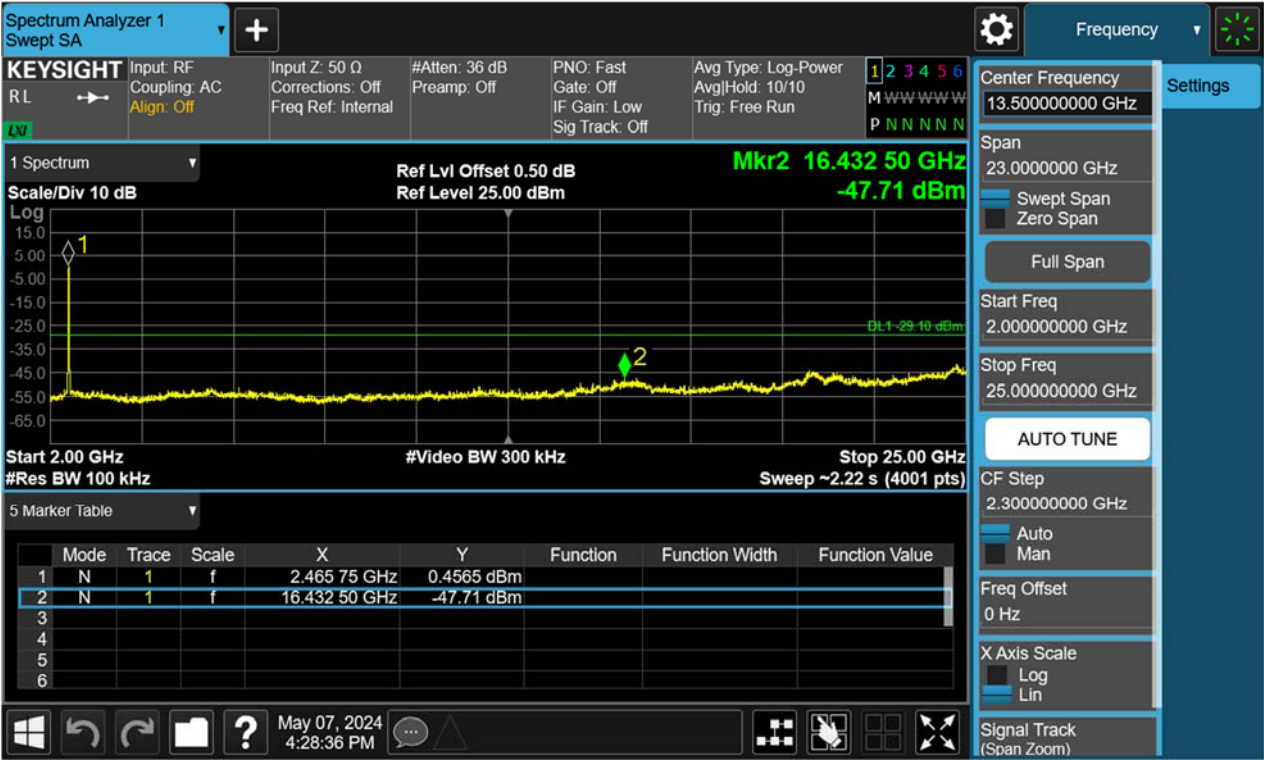 Spectrum Analyzer 1
Swept SA
Frequency
KEYSIGHT
R L
LXI
Input: RF
Coupling: AC
Align: Off
Input Z: 50 Ω
Corrections: Off
Freq Ref: Internal
#Atten: 36 dB
Preamp: Off
PNO: Fast
Gate: Off
IF Gain: Low
Sig Track: Off
Avg Type: Log-Power
Avg|Hold: 10/10
Trig: Free Run
1 2 3 4 5 6
M W W W W W
P N N N N N
1 Spectrum
Scale/Div 10 dB
Ref Lvl Offset 0.50 dB
Ref Level 25.00 dBm
Mkr2 16.432 50 GHz
-47.71 dBm
Log
15.0
5.00
-5.00
-15.0
-25.0
-35.0
-45.0
-55.0
-65.0
1
2
DL1 -29.10 dBm
Start 2.00 GHz
#Video BW 300 kHz
Stop 25.00 GHz
#Res BW 100 kHz
Sweep ~2.22 s (4001 pts)
5 Marker Table
Mode Trace Scale X Y Function Function Width Function Value
1 N 1 f 2.465 75 GHz 0.4565 dBm
2 N 1 f 16.432 50 GHz -47.71 dBm
3
4
5
6
May 07, 2024
4:28:36 PM
Center Frequency
13.500000000 GHz
Settings
Span
23.0000000 GHz
Swept Span
Zero Span
Full Span
Start Freq
2.000000000 GHz
Stop Freq
25.000000000 GHz
AUTO TUNE
CF Step
2.300000000 GHz
Auto
Man
Freq Offset
0 Hz
X Axis Scale
Log
Lin
Signal Track
(Span Zoom)